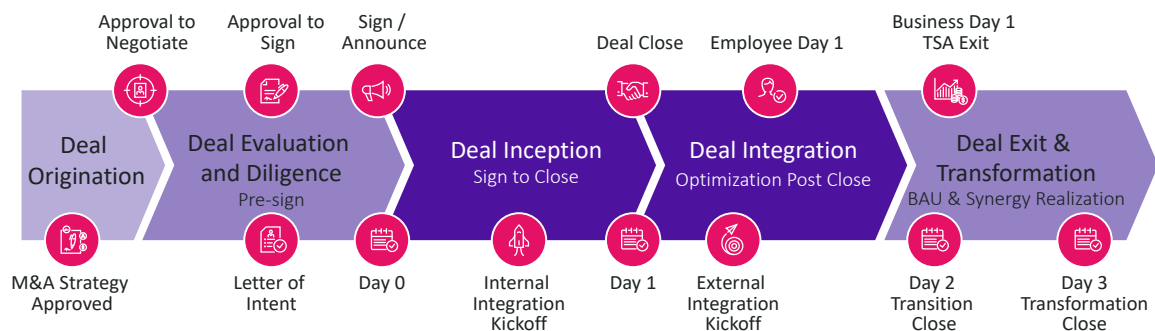 Approval to
Negotiate
Approval to
Sign
Sign /
Announce
Deal Close
Employee Day 1
Business Day 1
TSA Exit
Deal
Origination
Deal Evaluation
and Diligence
Pre-sign
Deal Inception
Sign to Close
Deal Integration
Optimization Post Close
Deal Exit &
Transformation
BAU & Synergy Realization
M&A Strategy
Approved
Letter of
Intent
Day 0
Internal
Integration
Kickoff
Day 1
External
Integration
Kickoff
Day 2
Transition
Close
Day 3
Transformation
Close